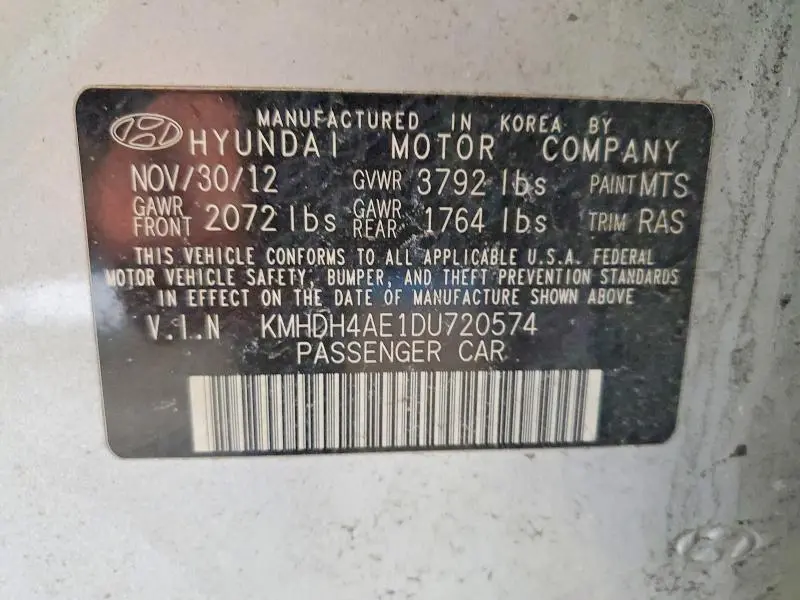 MANUFACTURED IN KOREA BY
HYUNDAI MOTOR COMPANY
NOV/30/12 GVWR 3792 lbs PAINT MTS
GAWR FRONT 2072 lbs GAWR REAR 1764 lbs TRIM RAS
THIS VEHICLE CONFORMS TO ALL APPLICABLE U.S.A. FEDERAL
MOTOR VEHICLE SAFETY, BUMPER, AND THEFT PREVENTION STANDARDS
IN EFFECT ON THE DATE OF MANUFACTURE SHOWN ABOVE
V.I.N KMHDH4AE1DU720574
PASSENGER CAR